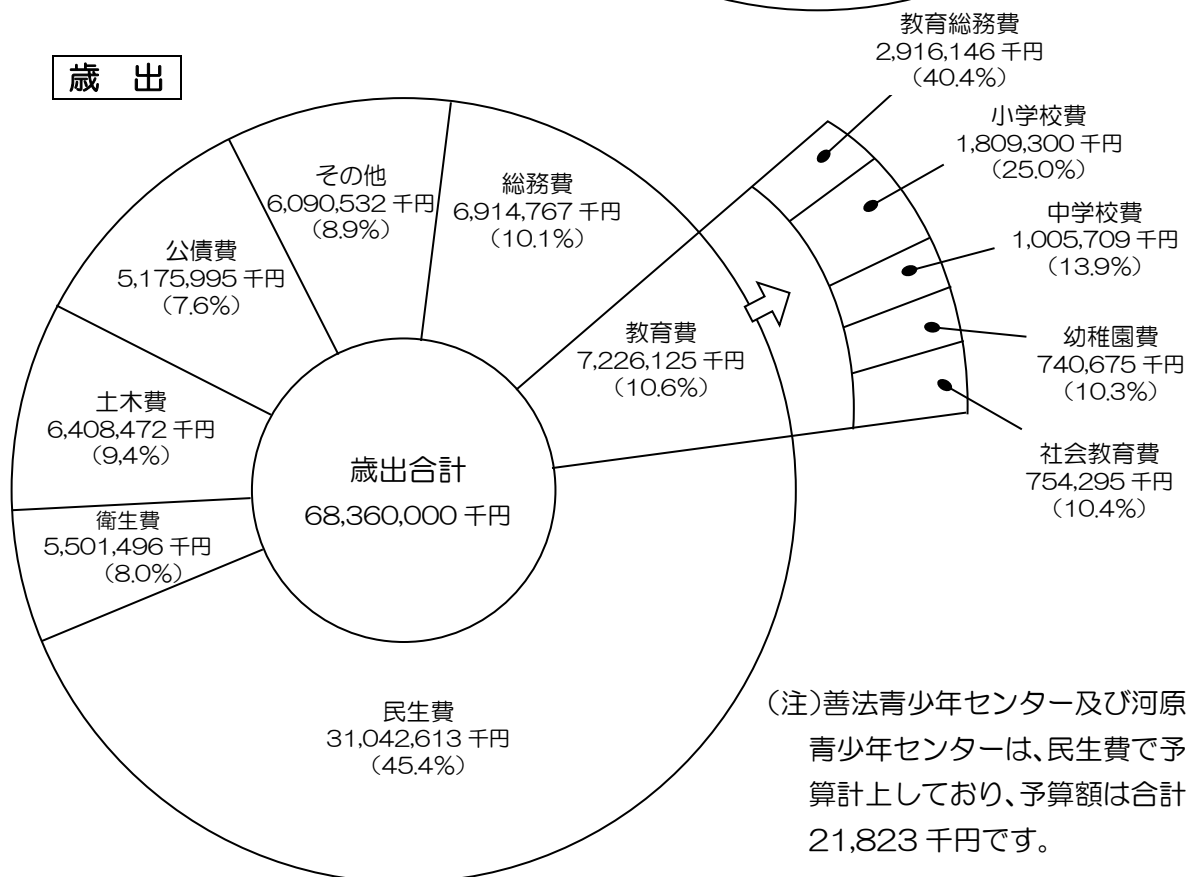 歳 出
教育総務費
2,916,146 千円
(40.4%)
小学校費
1,809,300 千円
(25.0%)
中学校費
1,005,709 千円
(13.9%)
幼稚園費
740,675 千円
(10.3%)
社会教育費
754,295 千円
(10.4%)
教育費
7,226,125 千円
(10.6%)
総務費
6,914,767 千円
(10.1%)
その他
6,090,532 千円
(8.9%)
公債費
5,175,995 千円
(7.6%)
土木費
6,408,472 千円
(9.4%)
衛生費
5,501,496 千円
(8.0%)
民生費
31,042,613 千円
(45.4%)
歳出合計
68,360,000 千円
(注)善法青少年センター及び河原
青少年センターは、民生費で予
算計上しており、予算額は合計
21,823 千円です。